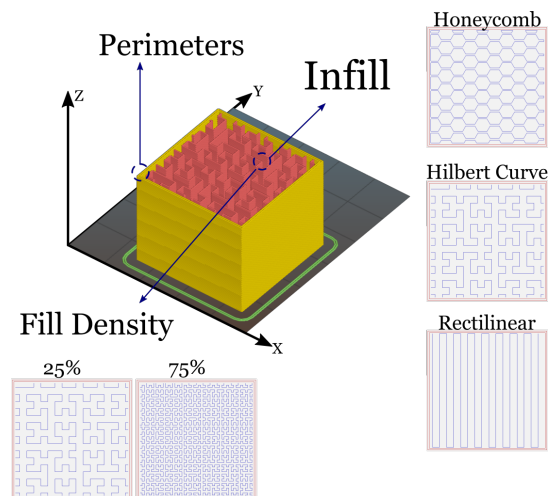 Honeycomb
Perimeters
Infill
Z
Y
Hilbert Curve
Fill Density
Rectilinear
X
25%
75%